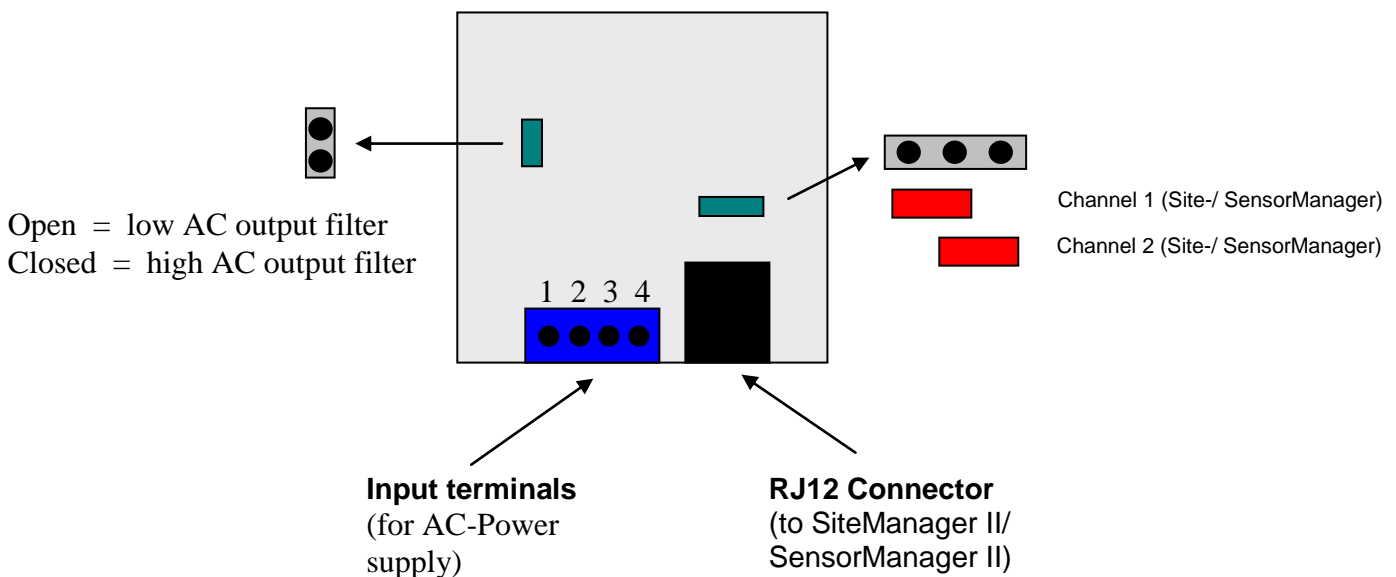 Open  =  low AC output filter
Closed  =  high AC output filter
Channel 1 (Site-/ SensorManager)
Channel 2 (Site-/ SensorManager)
1 2 3 4
Input terminals
(for AC-Power
supply)
RJ12 Connector
(to SiteManager II/
SensorManager II)